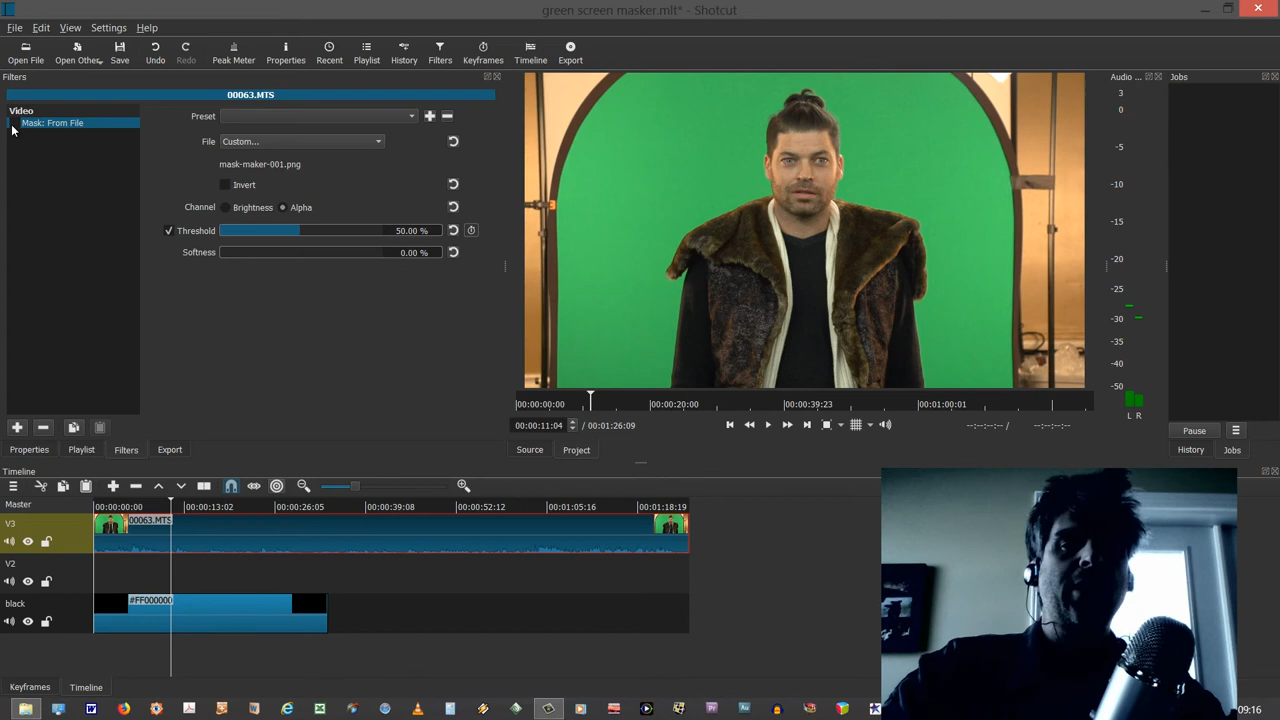 green screen masker.mlt* - Shotcut
File Edit View Settings Help
Open File Open Other.. Save Undo Redo Peak Meter Properties Recent Playlist History Filters Keyframes Timeline Export
Filters
Audio ...
Jobs
00063.MTS
Video
Mask: From File
Preset
File Custom...
mask-maker-001.png
Invert
Channel Brightness Alpha
Threshold 50.00 %
Softness 0.00 %
3
0
-5
-10
-15
-20
-25
-30
-35
-40
-50
L R
00:00:00:00 00:00:20:00 00:00:39:23 00:01:00:01
00:00:11:04 / 00:01:26:09 --:--:--:-- / --:--:--:--
Pause
Properties Playlist Filters Export
Source Project
History Jobs
Timeline
Master
00:00:00:00 00:00:13:02 00:00:26:05 00:00:39:08 00:00:52:12 00:01:05:16 00:01:18:19
V3
00063.MTS
V2
black
#FF000000
Keyframes Timeline
09:16